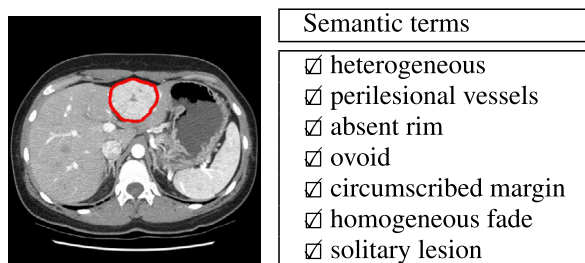 Semantic terms
☑ heterogeneous
☑ perilesional vessels
☑ absent rim
☑ ovoid
☑ circumscribed margin
☑ homogeneous fade
☑ solitary lesion